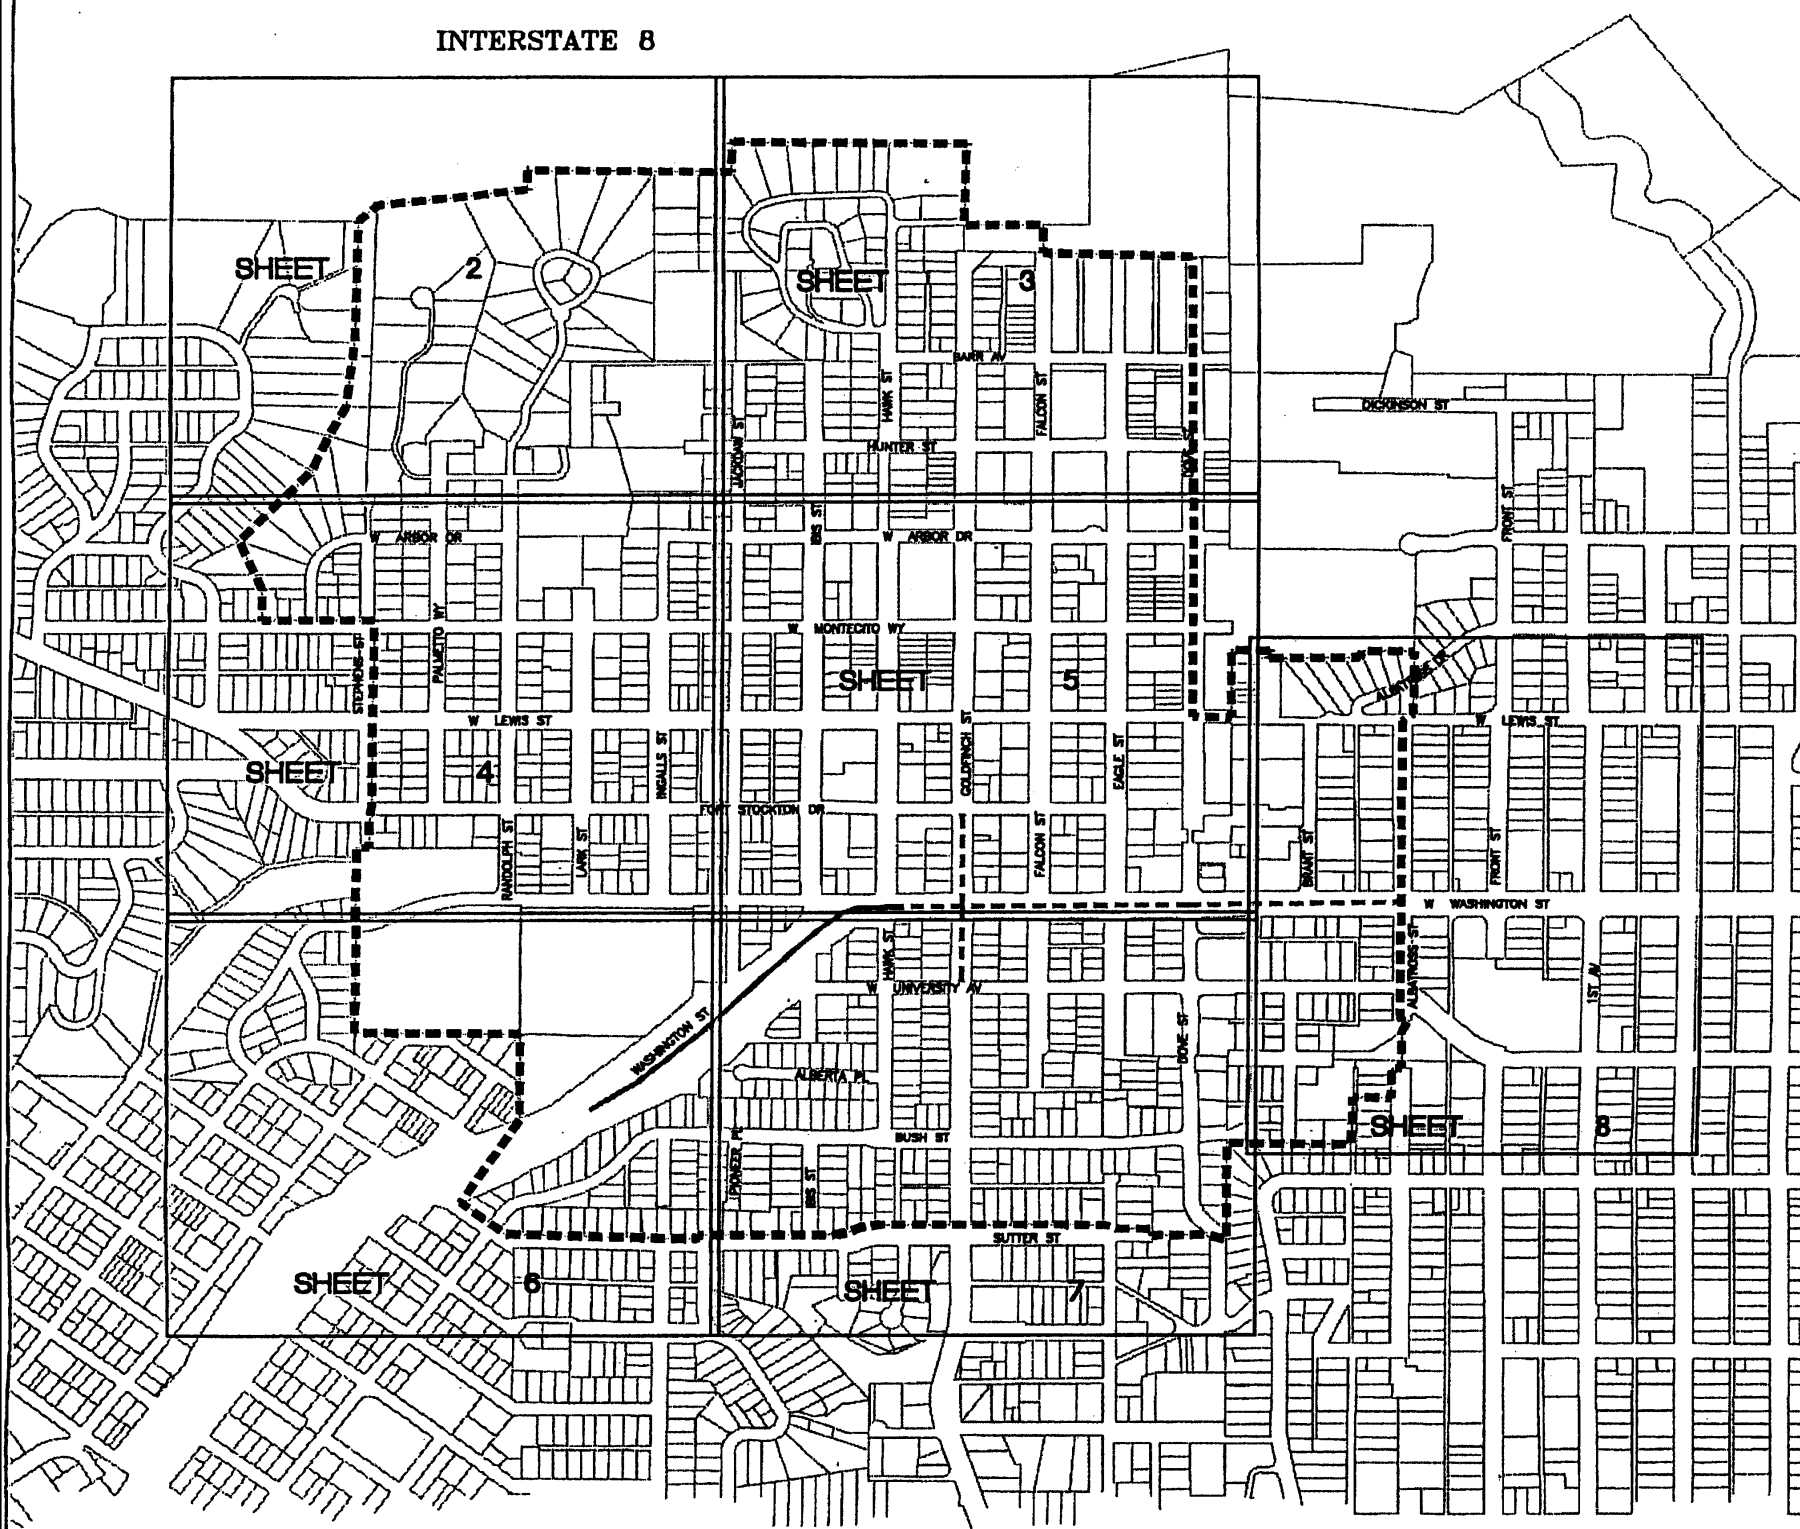 INTERSTATE 8
SHEET 2
SHEET 3
BARR AV
HAWK ST
FALCON ST
DICKINSON ST
JACKDAW ST
HUNTER ST
DOVE ST
IBIS ST
FRONT ST
W ARBOR DR
W ARBOR DR
PALMETO WY
W MONTECITO WY
STEPHENS ST
SHEET 5
ALBATROSS
W LEWIS ST
W LEWIS ST
GOLDFINCH ST
INGALLS ST
EAGLE ST
SHEET 4
FORT STOCKTON DR
RANDOLPH ST
LARK ST
FALCON ST
BRANT ST
FRONT ST
W WASHINGTON ST
HAWK ST
ALBATROSS ST
1ST AV
W UNIVERSITY AV
WASHINGTON ST
DOVE ST
ALBERTA PL
SHEET 8
BUSH ST
PIONEER PL
IBIS ST
SUTTER ST
SHEET 6
SHEET 7